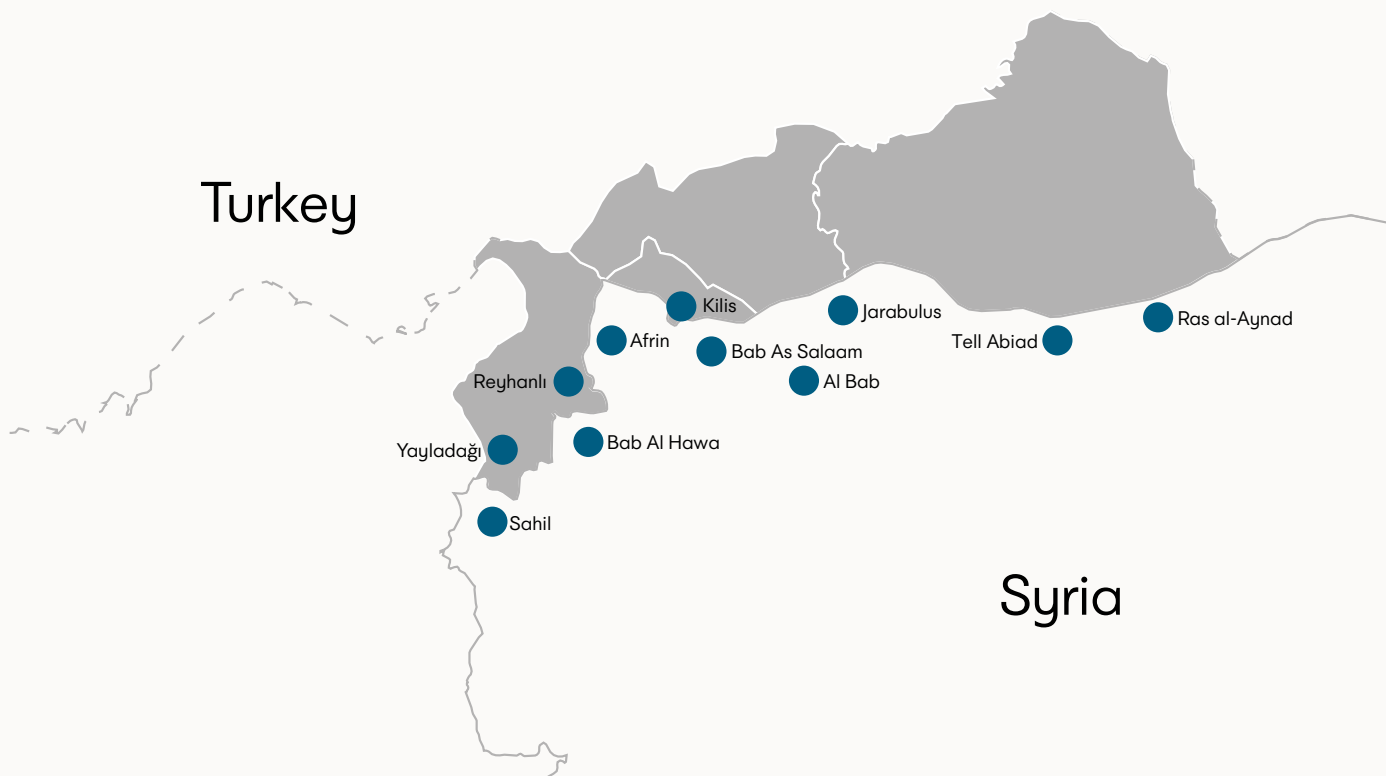 Turkey
Kilis
Jarabulus
Ras al-Aynad
Afrin
Tell Abiad
Bab As Salaam
Reyhanlı
Al Bab
Bab Al Hawa
Yayladağı
Sahil
Syria